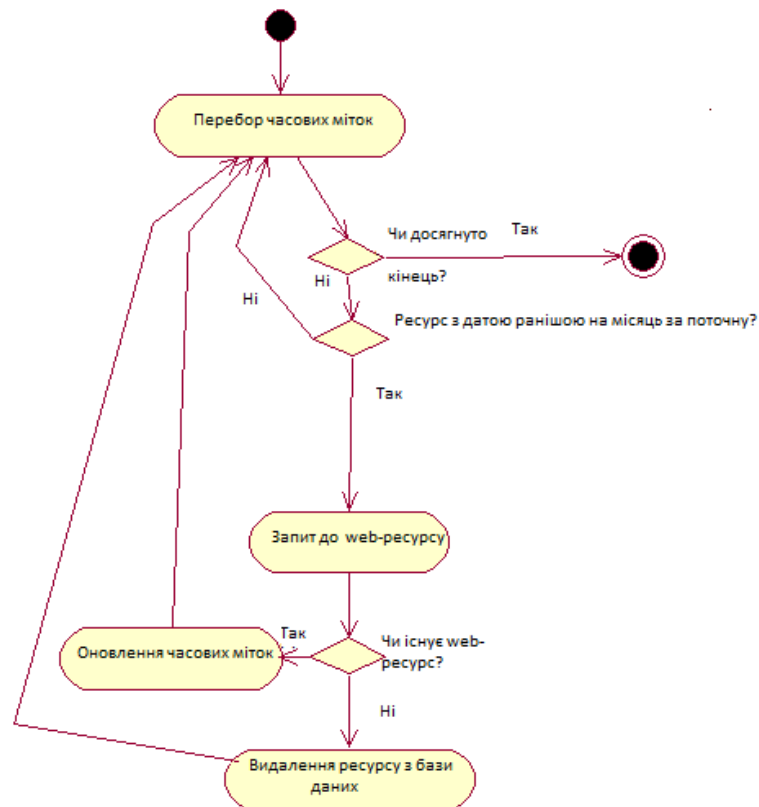 Перебор часових міток
Чи досягнуто
кінець?
Так
Ні
Ні
Ресурс з датою ранішою на місяць за поточну?
Так
Запит до web-ресурсу
Чи існує web-
ресурс?
Так
Оновлення часових міток
Ні
Видалення ресурсу з бази
даних